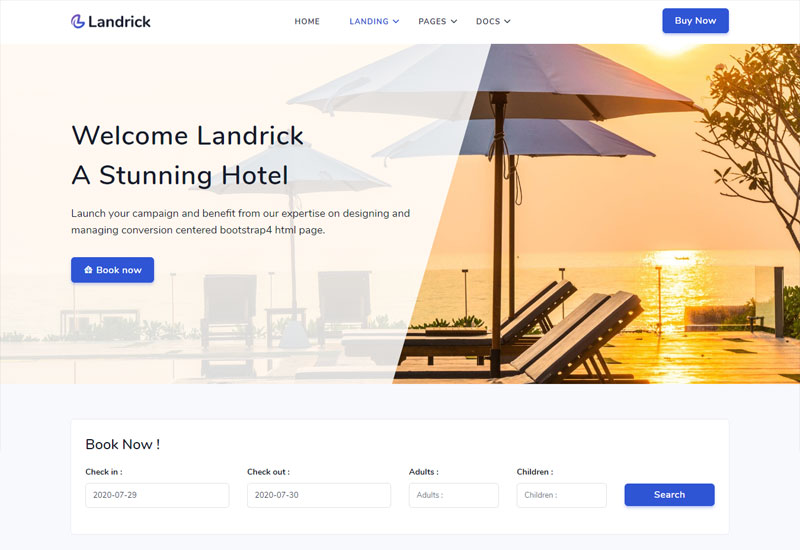 Landrick
HOME LANDING PAGES DOCS
Buy Now
Welcome Landrick
A Stunning Hotel
Launch your campaign and benefit from our expertise on designing and
managing conversion centered bootstrap4 html page.
Book now
Book Now !
Check in : Check out : Adults : Children :
2020-07-29 2020-07-30 Adults : Children : Search